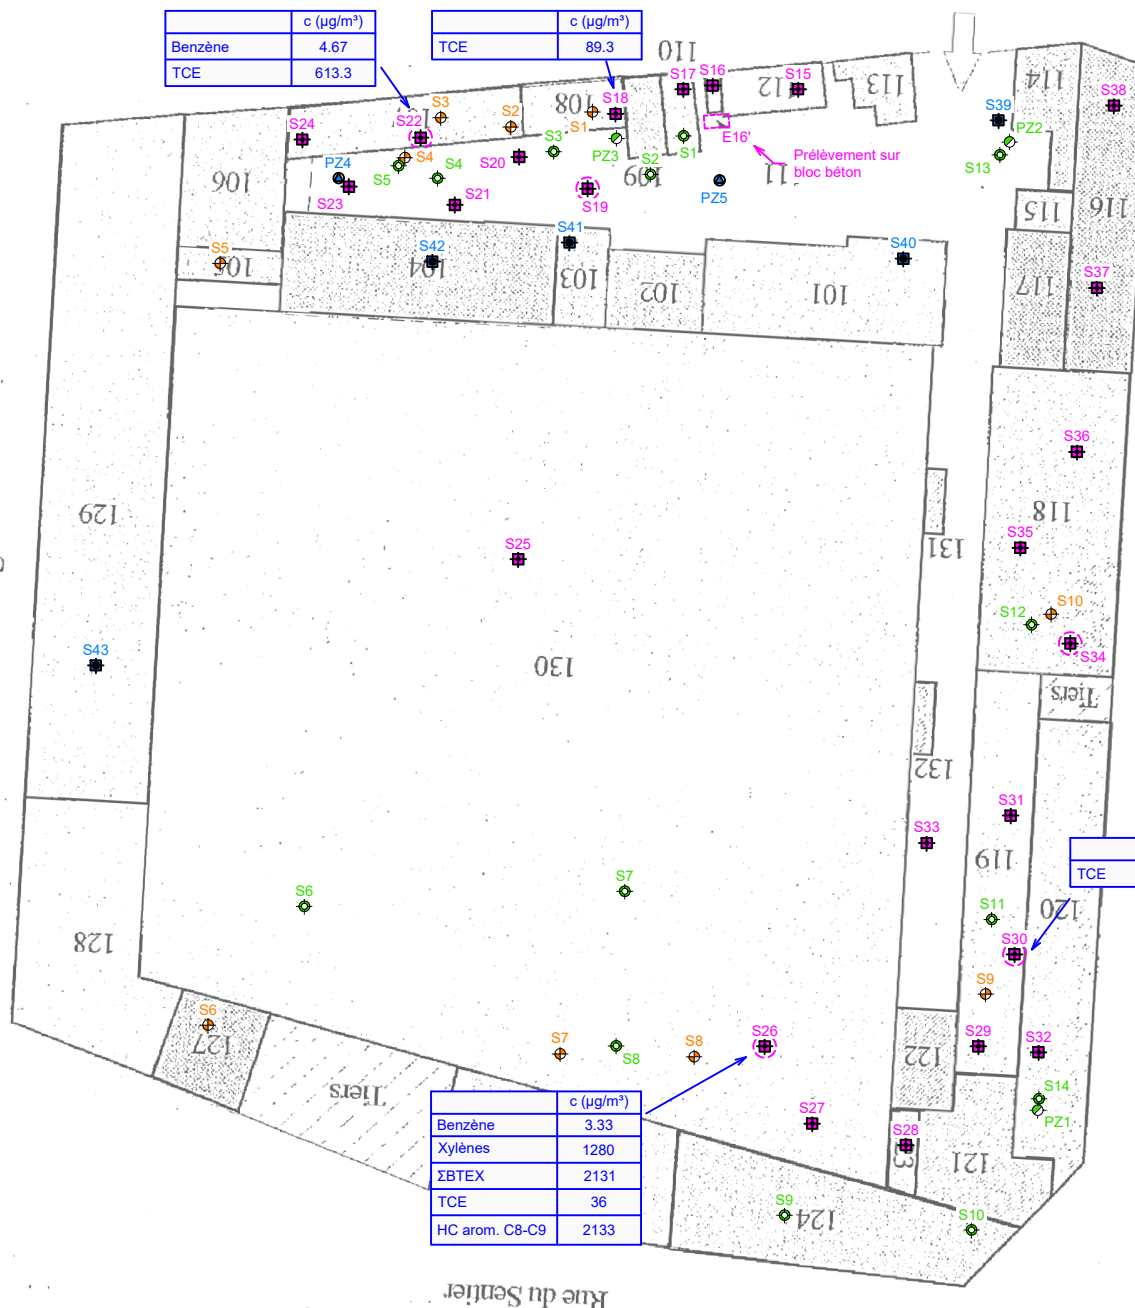 c (µg/m³)
Benzène 4.67
TCE 613.3
c (µg/m³)
TCE 89.3
110
S17
S16
S15
112
113
114
S38
S3
S2
108
S18
S1
S22
S24
S39
PZ2
E16'
Prélèvement sur
bloc béton
111
S13
S4
S20
S3
PZ3
S1
S2
109
PZ4
S5
S4
106
S23
S21
S19
PZ5
115
116
S5
105
S42
104
S41
103
102
101
S40
117
S37
S36
118
129
S25
131
S35
S10
S12
S34
S43
130
Tiers
132
S31
S33
119
TCE
S6
S7
120
S11
128
S30
S9
S6
127
S7
S8
S8
S26
122
S29
S32
Tiers
S14
PZ1
c (µg/m³)
Benzène 3.33
Xylènes 1280
ΣBTEX 2131
TCE 36
HC arom. C8-C9 2133
S27
S28
121
S9
124
S10
Rue du Sentier